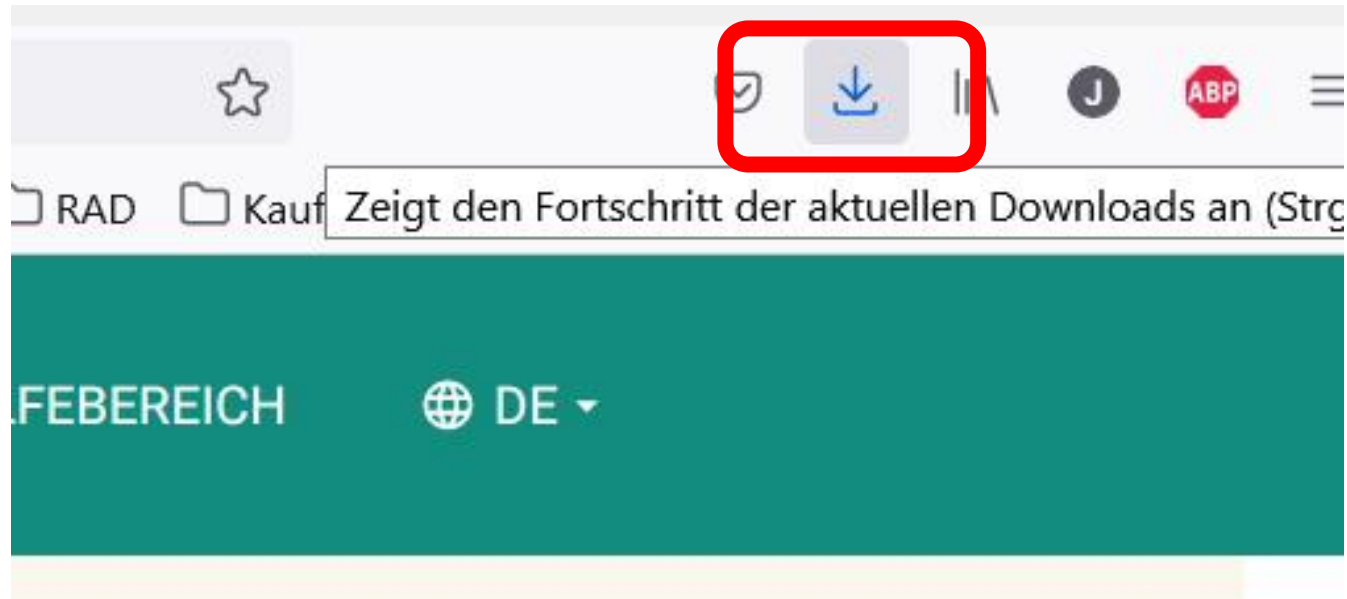 J ABP
RAD Kauf Zeigt den Fortschritt der aktuellen Downloads an (Strg
FEBEREICH DE